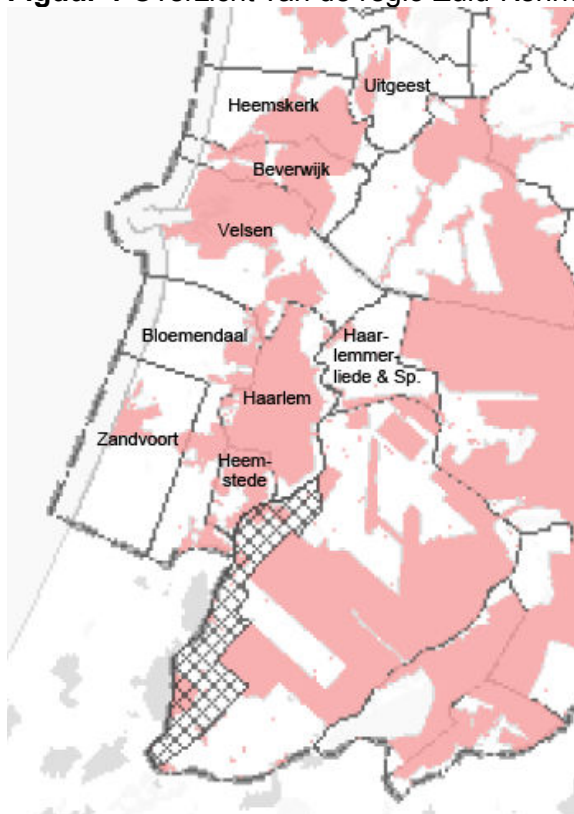 Uitgeest
Heemskerk
Beverwijk
Velsen
Bloemendaal
Haar-
lemmer-
liede & Sp.
Haarlem
Zandvoort
Heem-
stede